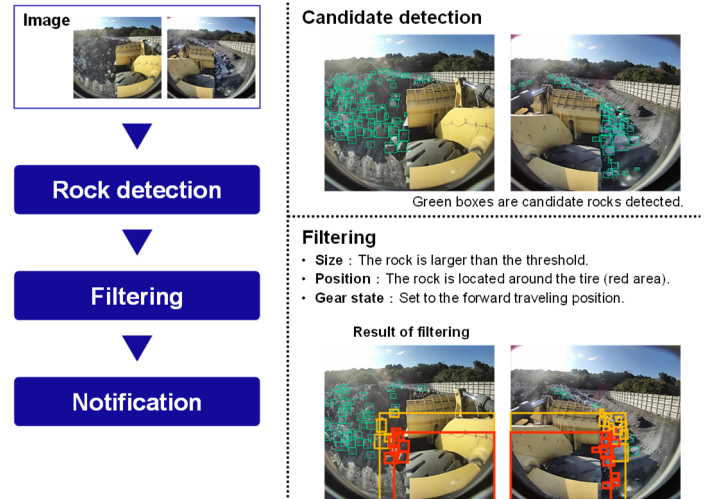 Image
Rock detection
Filtering
Notification
Candidate detection
Green boxes are candidate rocks detected.
Filtering
・ Size : The rock is larger than the threshold.
・ Position : The rock is located around the tire (red area).
・ Gear state : Set to the forward traveling position.
Result of filtering